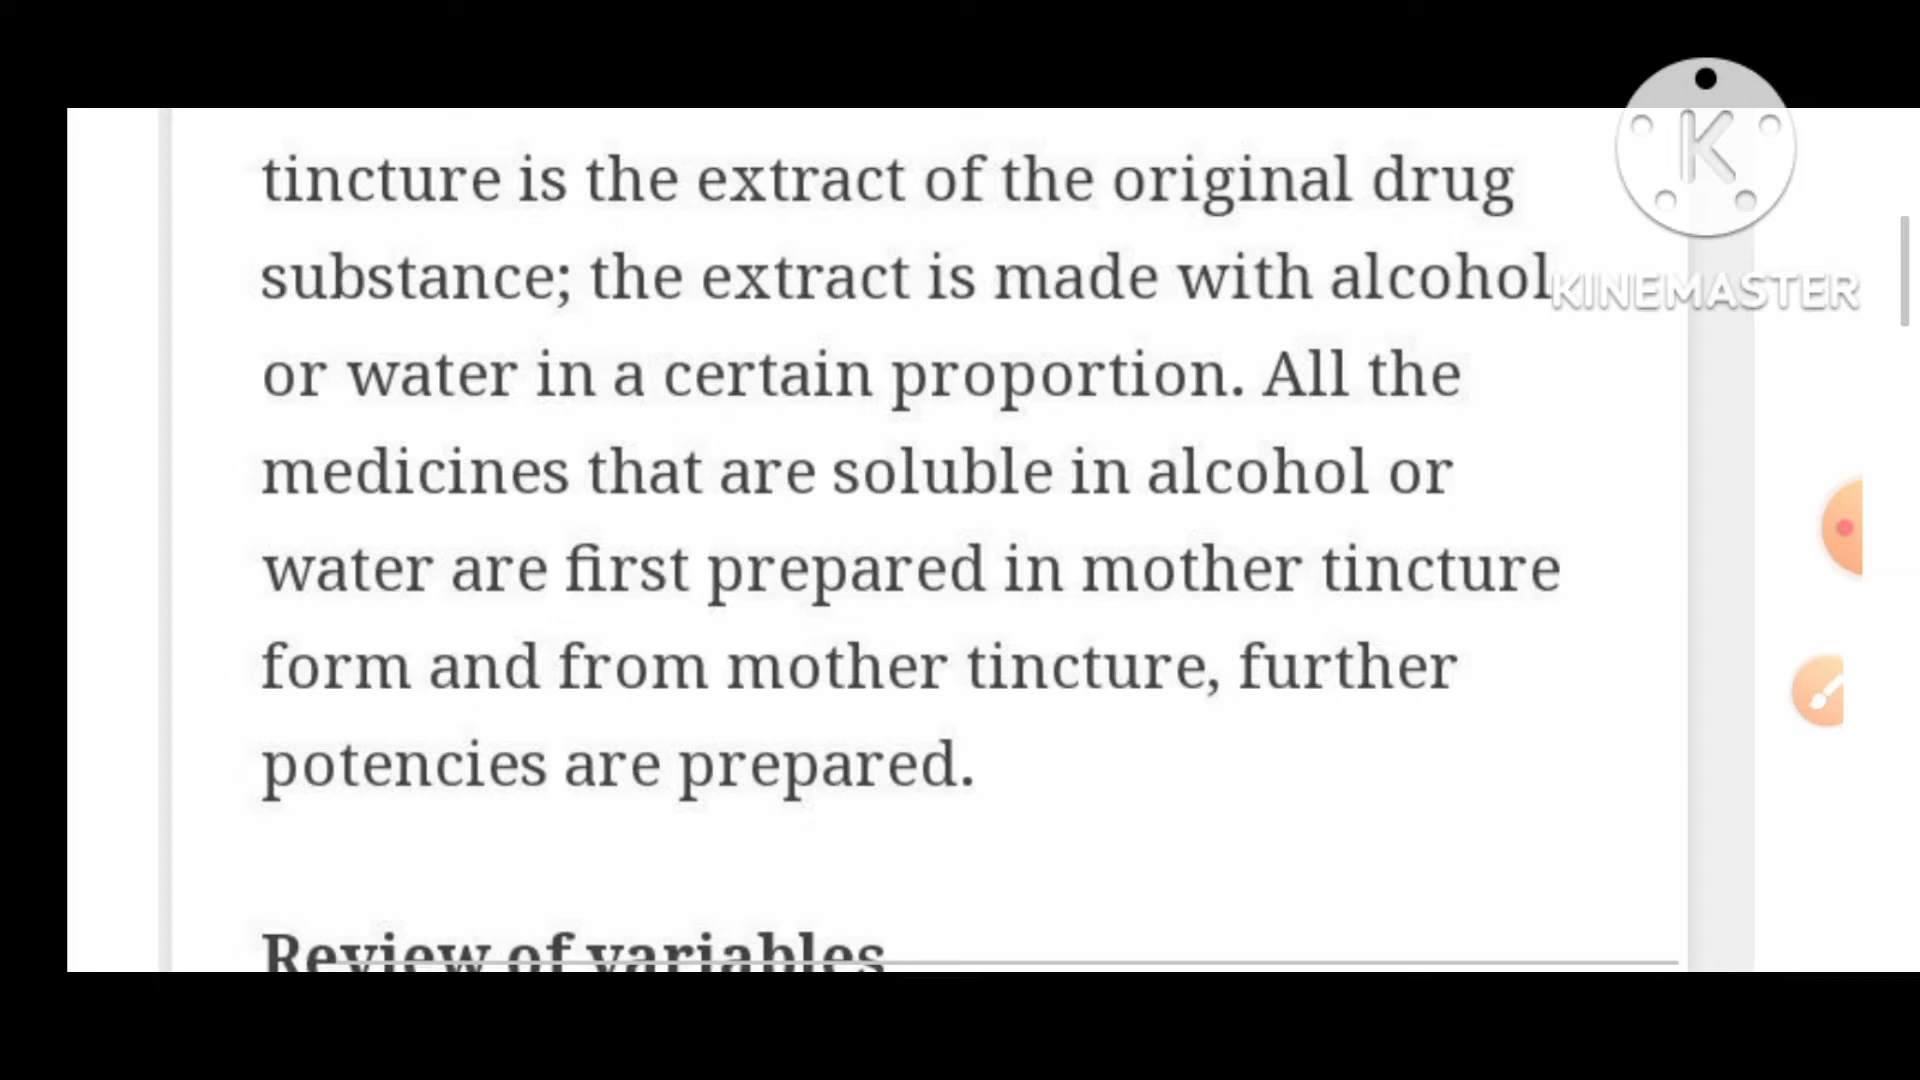 tincture is the extract of the original drug
substance; the extract is made with alcohol
or water in a certain proportion. All the
medicines that are soluble in alcohol or
water are first prepared in mother tincture
form and from mother tincture, further
potencies are prepared.
Review of variables
K
KINEMASTER